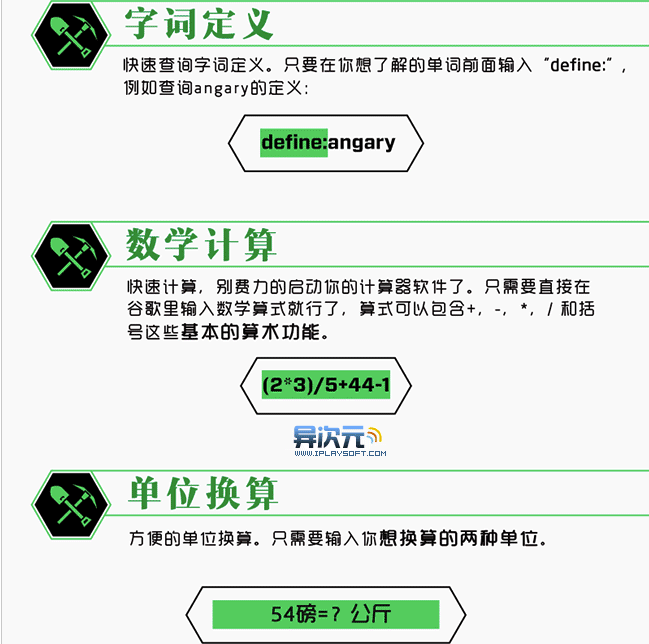 字词定义
快速查询字词定义。只要在你想了解的单词前面输入“define:”,
例如查询angary的定义:
define:angary
数学计算
快速计算，别费力的启动你的计算器软件了。只需要直接在
谷歌里输入数学算式就行了，算式可以包含+, -, *, / 和括
号这些基本的算术功能。
(2*3)/5+44-1
异次元
WWW.IPLAYSOFT.COM
单位换算
方便的单位换算。只需要输入你想换算的两种单位。
54磅=? 公斤